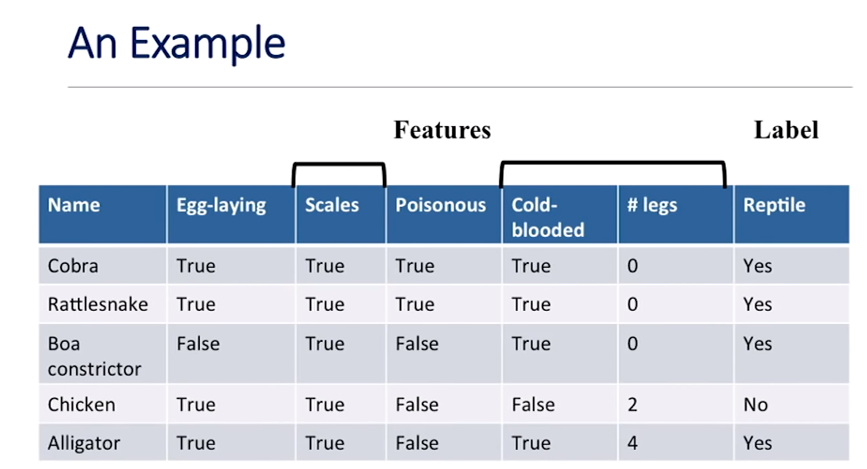 An Example
Features Label
Name Egg-laying Scales Poisonous Cold-blooded # legs Reptile
Cobra True True True True 0 Yes
Rattlesnake True True True True 0 Yes
Boa constrictor False True False True 0 Yes
Chicken True True False False 2 No
Alligator True True False True 4 Yes